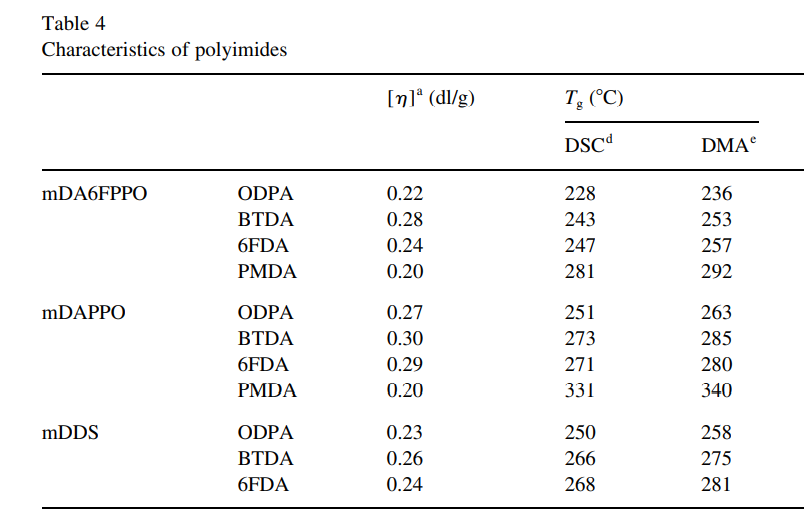 Table 4
Characteristics of polyimides
[η]ᵃ (dl/g) Tg (°C)
DSCᵈ DMAᵉ
mDA6FPPO ODPA 0.22 228 236
BTDA 0.28 243 253
6FDA 0.24 247 257
PMDA 0.20 281 292
mDAPPO ODPA 0.27 251 263
BTDA 0.30 273 285
6FDA 0.29 271 280
PMDA 0.20 331 340
mDDS ODPA 0.23 250 258
BTDA 0.26 266 275
6FDA 0.24 268 281